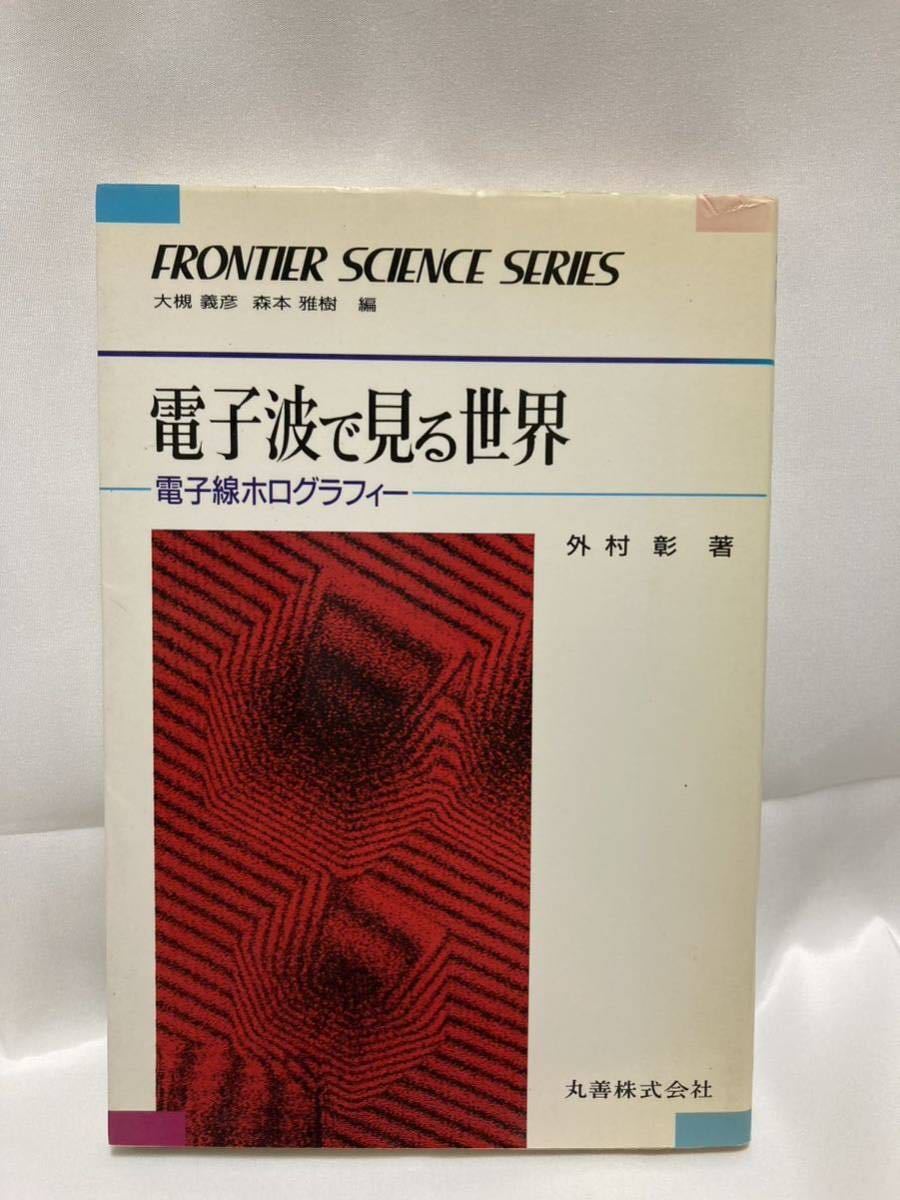 FRONTIER SCIENCE SERIES
大槻 義彦 森本 雅樹 編
電子波で見る世界
電子線ホログラフィー
外村 彰 著
丸善株式会社